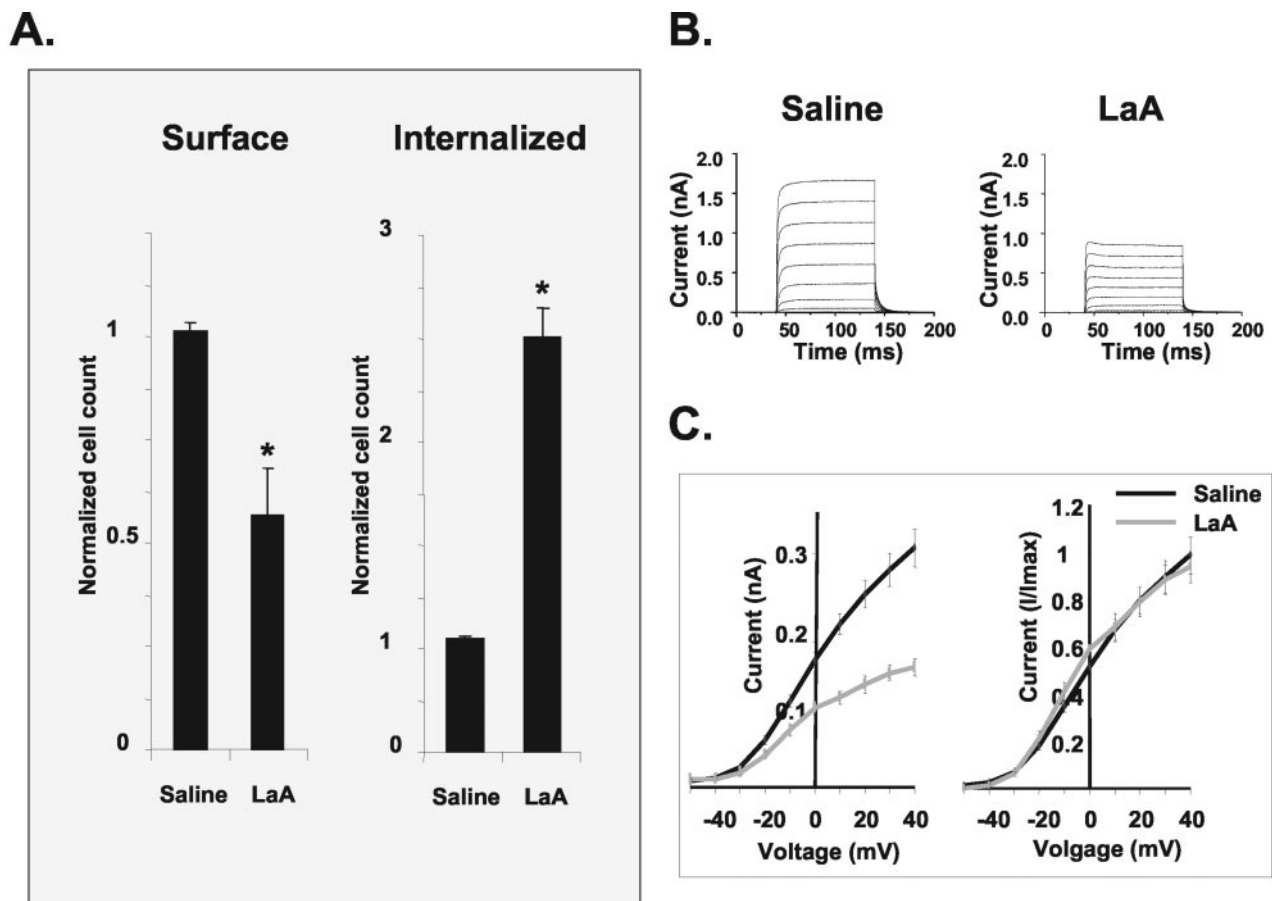 A.
Surface
Internalized
Normalized cell count
1
0.5
0
*
Saline
LaA
Normalized cell count
3
2
1
0
*
Saline
LaA
B.
Saline
Current (nA)
2.0
1.5
1.0
0.5
0.0
0
50
100
150
200
Time (ms)
LaA
Current (nA)
2.0
1.5
1.0
0.5
0.0
0
50
100
150
200
Time (ms)
C.
Current (nA)
0.3
0.2
0.1
-40
-20
0
20
40
Voltage (mV)
Saline
LaA
Current (I/Imax)
1.2
1
0.8
0.6
0.4
0.2
-40
-20
0
20
40
Volgage (mV)